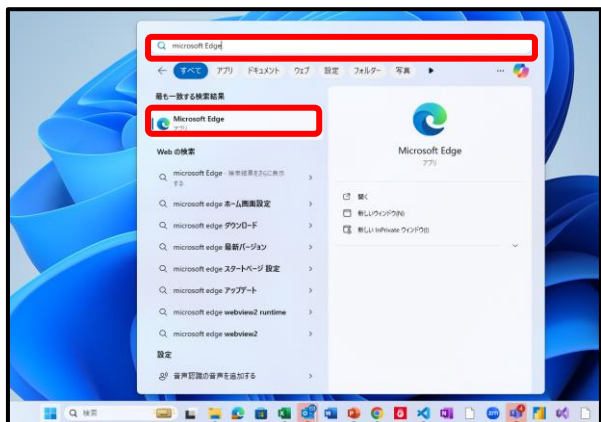 microsoft Edge
すべて アプリ ドキュメント ウェブ 設定 フォルダー 写真
最も一致する検索結果
Microsoft Edge
アプリ
Web の検索
microsoft Edge - 検索結果をさらに表示
する
microsoft edge ホーム画面設定
microsoft edge ダウンロード
microsoft edge 最新バージョン
microsoft edge スタートページ 設定
microsoft edge アップデート
microsoft edge webview2 runtime
microsoft edge webview2
設定
音声認識の音声を追加する
Microsoft Edge
アプリ
開く
新しいウィンドウ(N)
新しい InPrivate ウィンドウ(I)
検索